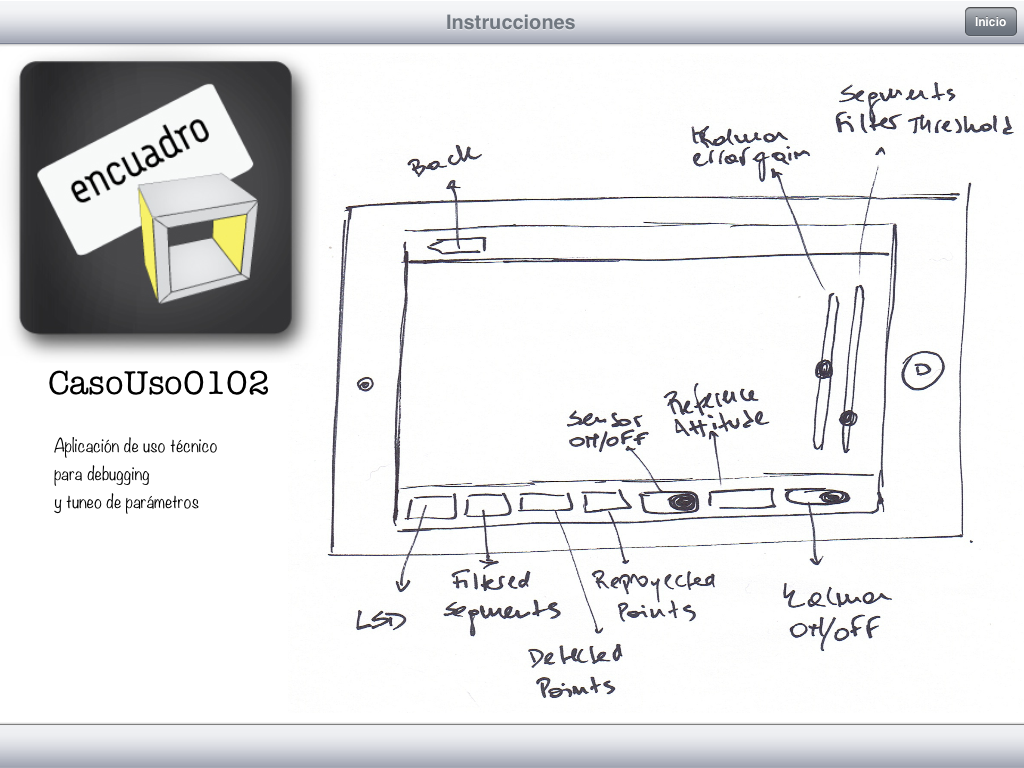 Instrucciones
Inicio
encuadro
CasoUso0102
Aplicación de uso técnico
para debugging
y tuneo de parámetros
Segments
Filter Threshold
Kalman
error gain
Back
Reference
Attitude
Sensor
ON/OFF
D
Filtered
Segments
Reproyected
Points
Kalman
ON/OFF
LSD
Detected
Points